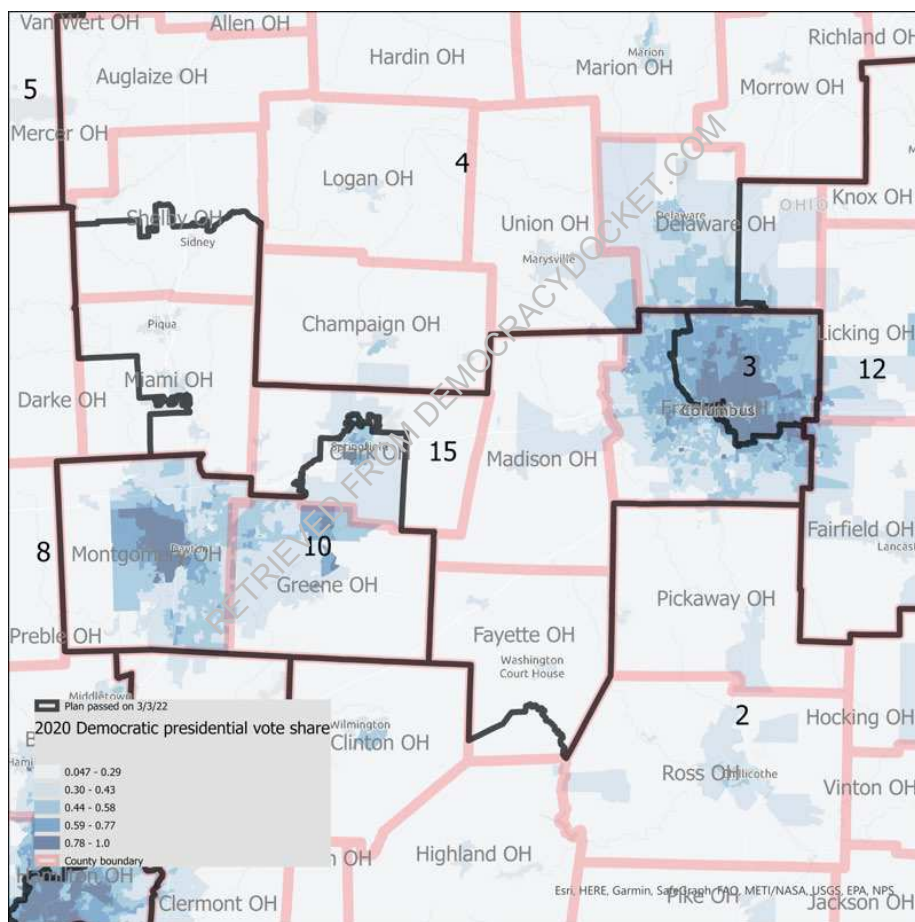 Van Wert OH
Allen OH
Richland OH
Hardin OH
Marion
Marion OH
Auglaize OH
Morrow OH
5
Mercer OH
4
Logan OH
OHIO
Knox OH
Delaware
Delaware OH
Shelby OH
Sidney
Union OH
Marysville
Champaign OH
Piqua
Licking OH
Miami OH
3
12
Darke OH
Columbus
Springfield
15
Madison OH
Fairfield OH
Lancas
8
Montgomery OH
Dayton
10
Greene OH
Pickaway OH
Preble OH
Fayette OH
Washington
Court House
Middletown
Plan passed on 3/3/22
2020 Democratic presidential vote share
0.047 - 0.29
0.30 - 0.43
0.44 - 0.58
0.59 - 0.77
0.78 - 1.0
County boundary
Wilmington
Clinton OH
2
Hocking OH
Ross OH
Chillicothe
Vinton OH
Highland OH
Hamilton OH
Clermont OH
Pike OH
Jackson OH
Esri, HERE, Garmin, SafeGraph, FAO, METI/NASA, USGS, EPA, NPS
RETRIEVED FROM DEMOCRACYDOCKET.COM